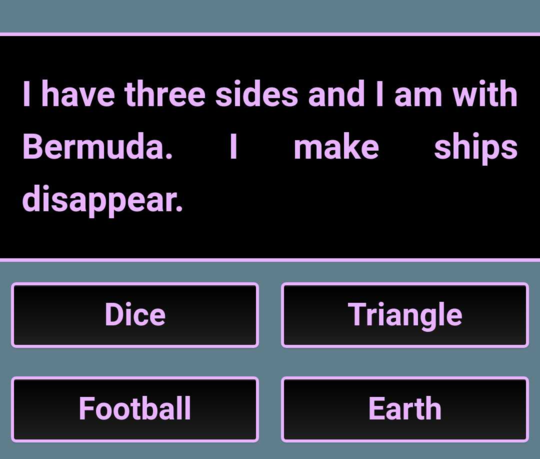 I have three sides and I am with
Bermuda. I make ships
disappear.
Dice
Triangle
Football
Earth